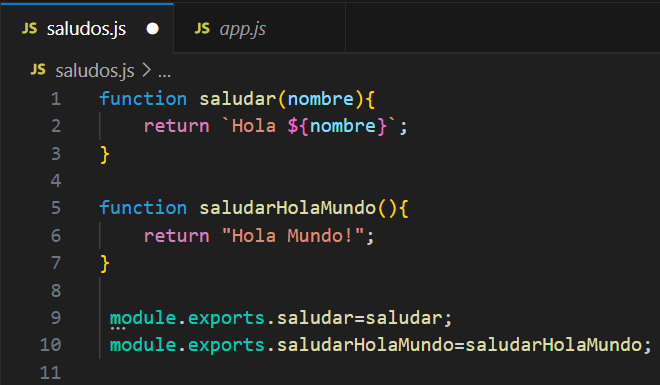 JS saludos.js ● JS app.js
JS saludos.js > ...
1 function saludar(nombre){
2     return `Hola ${nombre}`;
3 }
4
5 function saludarHolaMundo(){
6     return "Hola Mundo!";
7 }
8
9  module.exports.saludar=saludar;
10  module.exports.saludarHolaMundo=saludarHolaMundo;
11